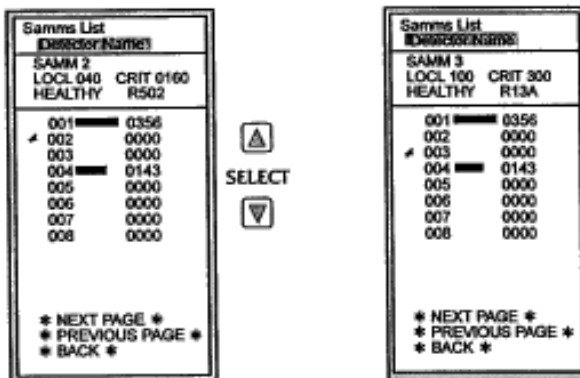 Samms List
Detector Name
SAMM 2
LOCL 040 CRIT 0160
HEALTHY R502
001 0356
002 0000
003 0000
004 0143
005 0000
006 0000
007 0000
008 0000
* NEXT PAGE *
* PREVIOUS PAGE *
* BACK *
SELECT
Samms List
Detector Name
SAMM 3
LOCL 100 CRIT 300
HEALTHY R13A
001 0356
002 0000
003 0000
004 0143
005 0000
006 0000
007 0000
008 0000
* NEXT PAGE *
* PREVIOUS PAGE *
* BACK *